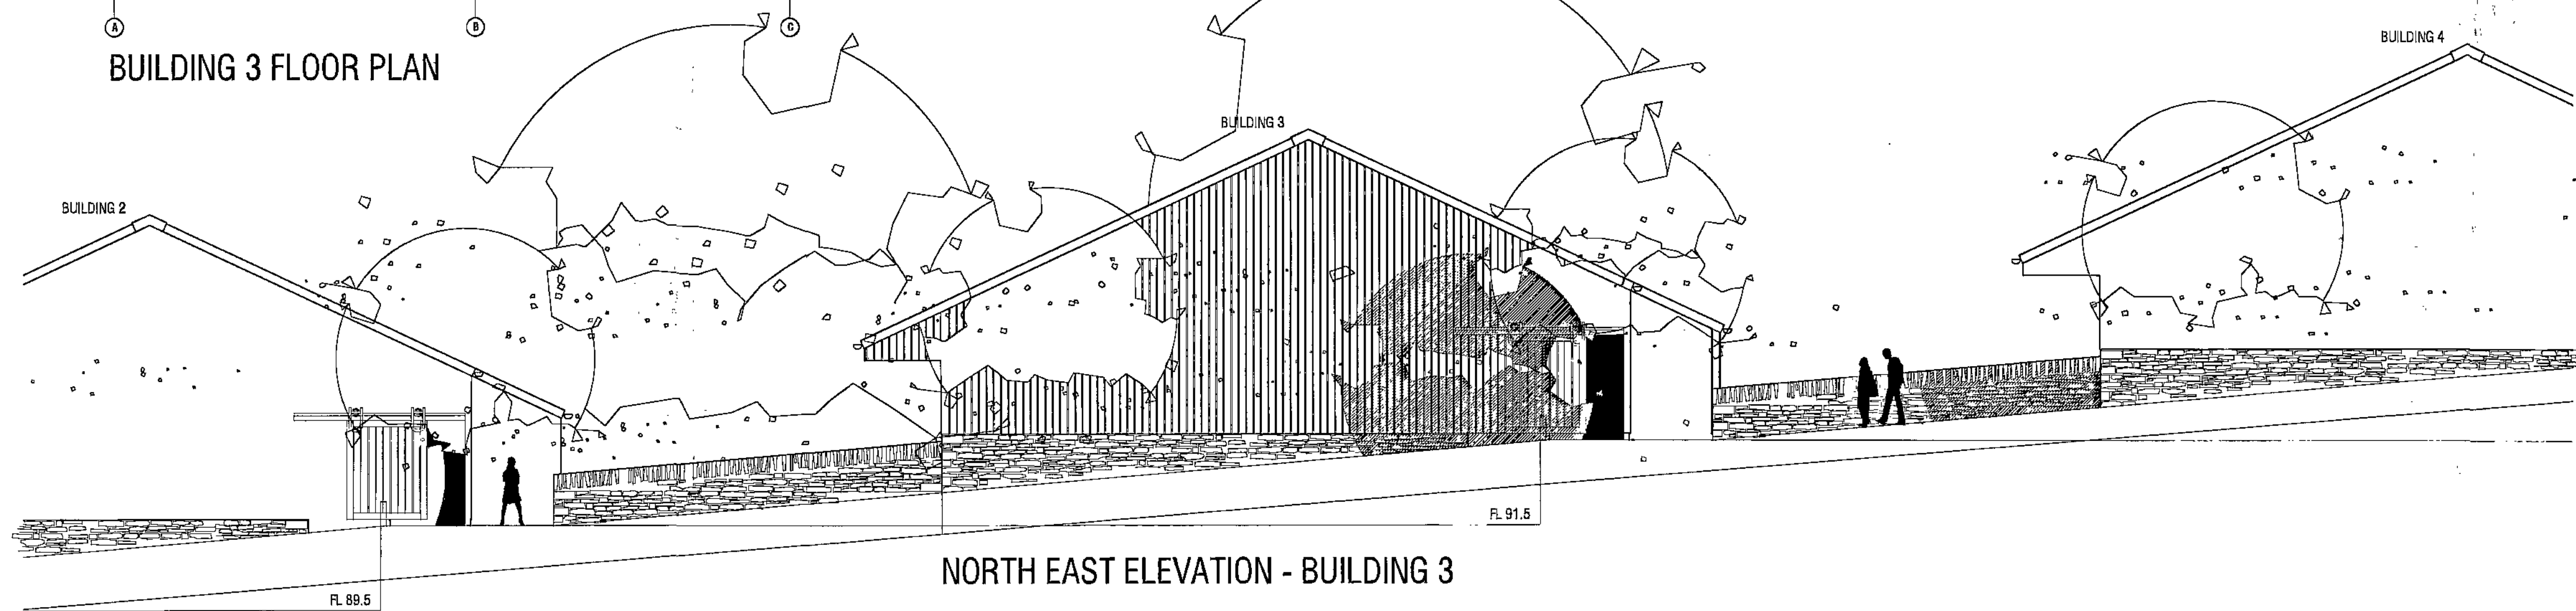 A B C
BUILDING 3 FLOOR PLAN
BUILDING 4
BUILDING 3
BUILDING 2
FL 91.5
NORTH EAST ELEVATION - BUILDING 3
FL 89.5